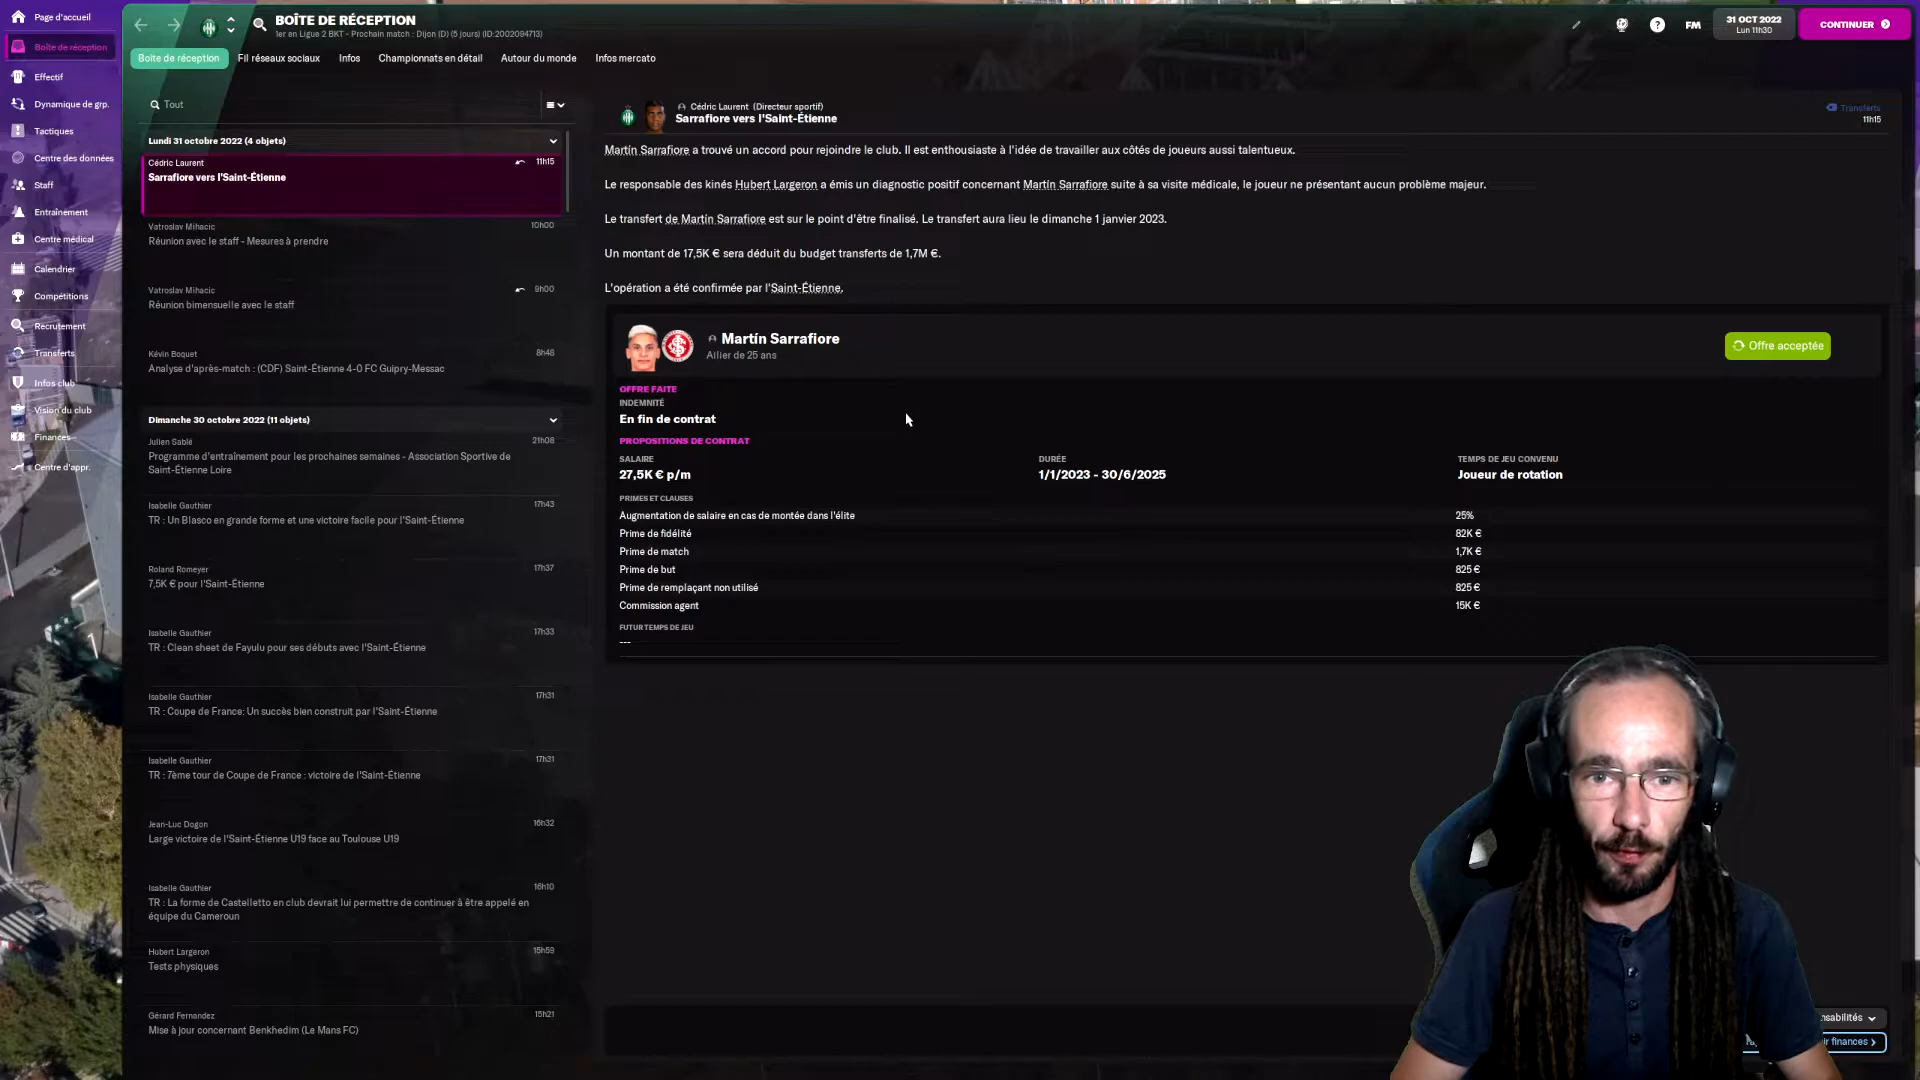 Page d'accueil
Boîte de réception
Effectif
Dynamique de grp.
Tactiques
Centre des données
Staff
Entraînement
Centre médical
Calendrier
Compétitions
Recrutement
Transferts
Infos club
Vision du club
Finances
Centre d'appr.
BOÎTE DE RÉCEPTION
1er en Ligue 2 BKT - Prochain match : Dijon (D) (5 jours) (ID:2002094713)
FM
31 OCT 2022
Lun 11h30
CONTINUER
Boîte de réception
Fil réseaux sociaux
Infos
Championnats en détail
Autour du monde
Infos mercato
Tout
Lundi 31 octobre 2022 (4 objets)
Cédric Laurent
11h15
Sarrafiore vers l'Saint-Étienne
Vatroslav Mihacic
10h00
Réunion avec le staff - Mesures à prendre
Vatroslav Mihacic
9h00
Réunion bimensuelle avec le staff
Kévin Boquet
8h48
Analyse d'après-match : (CDF) Saint-Étienne 4-0 FC Guipry-Messac
Dimanche 30 octobre 2022 (11 objets)
Julien Sablé
21h08
Programme d'entraînement pour les prochaines semaines - Association Sportive de
Saint-Étienne Loire
Isabelle Gauthier
17h43
TR : Un Blasco en grande forme et une victoire facile pour l'Saint-Étienne
Roland Romeyer
17h37
7,5K € pour l'Saint-Étienne
Isabelle Gauthier
17h33
TR : Clean sheet de Fayulu pour ses débuts avec l'Saint-Étienne
Isabelle Gauthier
17h31
TR : Coupe de France: Un succès bien construit par l'Saint-Étienne
Isabelle Gauthier
17h31
TR : 7ème tour de Coupe de France : victoire de l'Saint-Étienne
Jean-Luc Dogon
16h32
Large victoire de l'Saint-Étienne U19 face au Toulouse U19
Isabelle Gauthier
16h10
TR : La forme de Castelletto en club devrait lui permettre de continuer à être appelé en
équipe du Cameroun
Hubert Largeron
15h59
Tests physiques
Gérard Fernandez
15h21
Mise à jour concernant Benkhedim (Le Mans FC)
Cédric Laurent (Directeur sportif)
Sarrafiore vers l'Saint-Étienne
Transferts
11h15
Martín Sarrafiore a trouvé un accord pour rejoindre le club. Il est enthousiaste à l'idée de travailler aux côtés de joueurs aussi talentueux.
Le responsable des kinés Hubert Largeron a émis un diagnostic positif concernant Martín Sarrafiore suite à sa visite médicale, le joueur ne présentant aucun problème majeur.
Le transfert de Martín Sarrafiore est sur le point d'être finalisé. Le transfert aura lieu le dimanche 1 janvier 2023.
Un montant de 17,5K € sera déduit du budget transferts de 1,7M €.
L'opération a été confirmée par l'Saint-Étienne.
Martín Sarrafiore
Ailier de 25 ans
Offre acceptée
OFFRE FAITE
INDEMNITÉ
En fin de contrat
PROPOSITIONS DE CONTRAT
SALAIRE
DURÉE
TEMPS DE JEU CONVENU
27,5K € p/m
1/1/2023 - 30/6/2025
Joueur de rotation
PRIMES ET CLAUSES
Augmentation de salaire en cas de montée dans l'élite
25%
Prime de fidélité
82K €
Prime de match
1,7K €
Prime de but
825 €
Prime de remplaçant non utilisé
825 €
Commission agent
15K €
FUTUR TEMPS DE JEU
---
nsabilités
ir finances